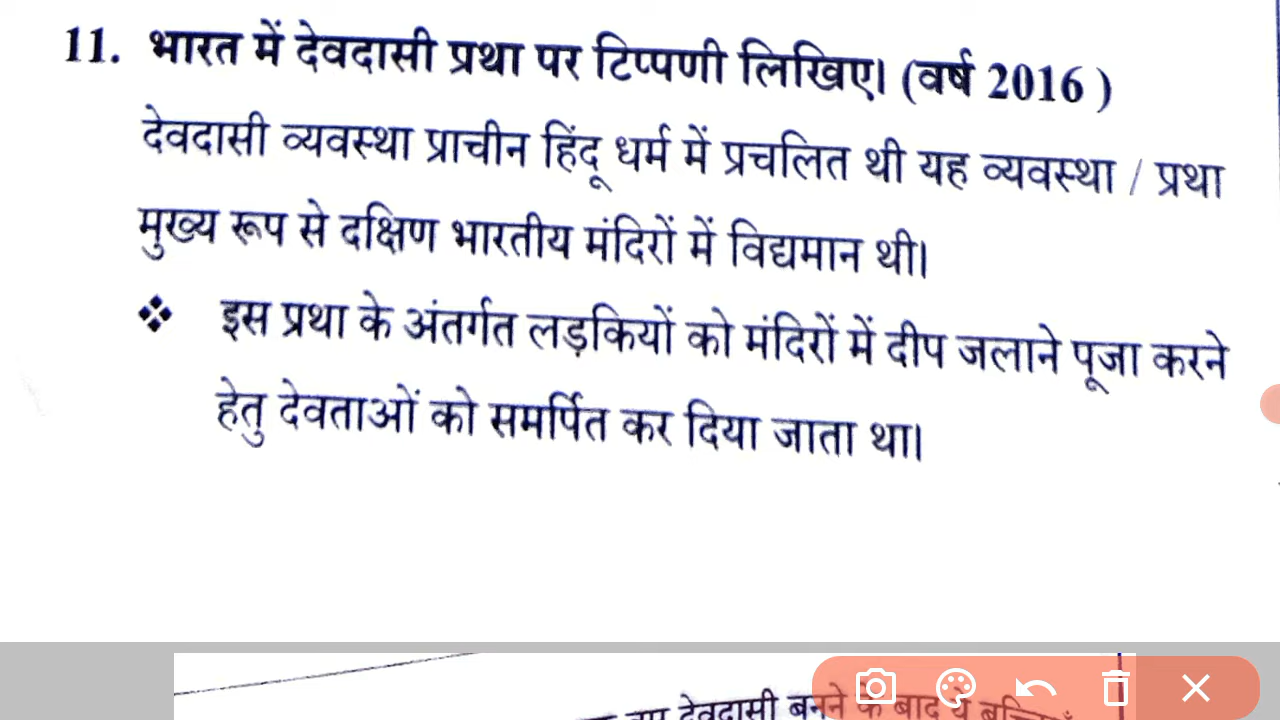 11. भारत में देवदासी प्रथा पर टिप्पणी लिखिए। (वर्ष 2016 )
देवदासी व्यवस्था प्राचीन हिंदू धर्म में प्रचलित थी यह व्यवस्था / प्रथा
मुख्य रूप से दक्षिण भारतीय मंदिरों में विद्यमान थी।
❖ इस प्रथा के अंतर्गत लड़कियों को मंदिरों में दीप जलाने पूजा करने
हेतु देवताओं को समर्पित कर दिया जाता था।
देवदासी बनने के बाद ये